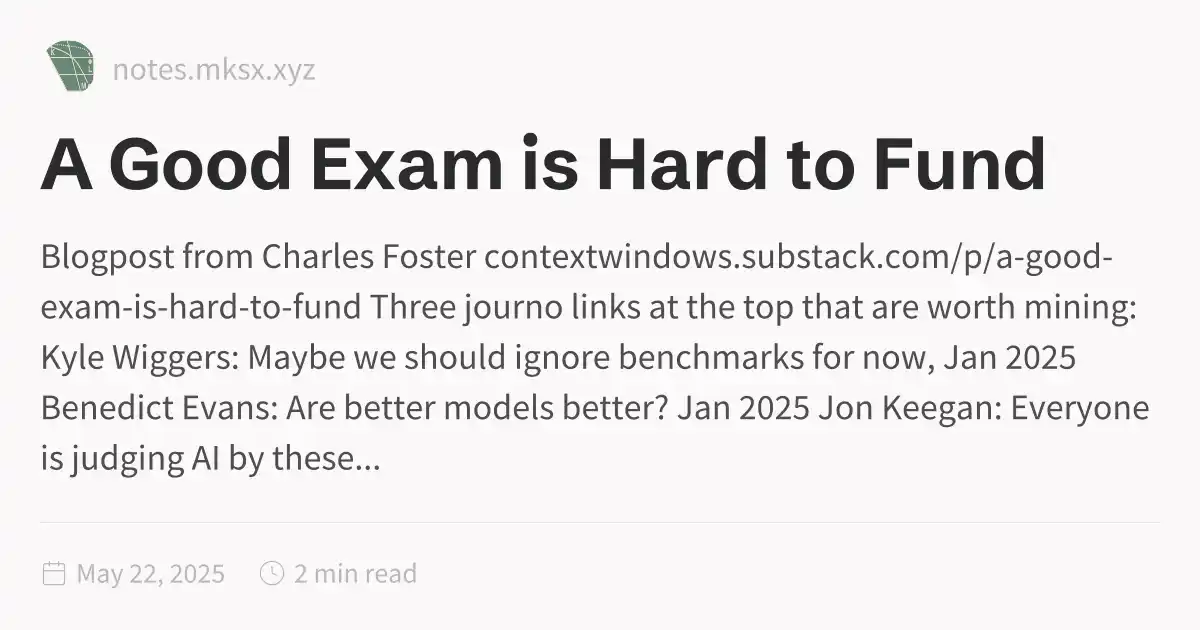 notes.mksx.xyz
A Good Exam is Hard to Fund
Blogpost from Charles Foster contextwindows.substack.com/p/a-good-
exam-is-hard-to-fund Three journo links at the top that are worth mining:
Kyle Wiggers: Maybe we should ignore benchmarks for now, Jan 2025
Benedict Evans: Are better models better? Jan 2025 Jon Keegan: Everyone
is judging AI by these...
May 22, 2025 2 min read